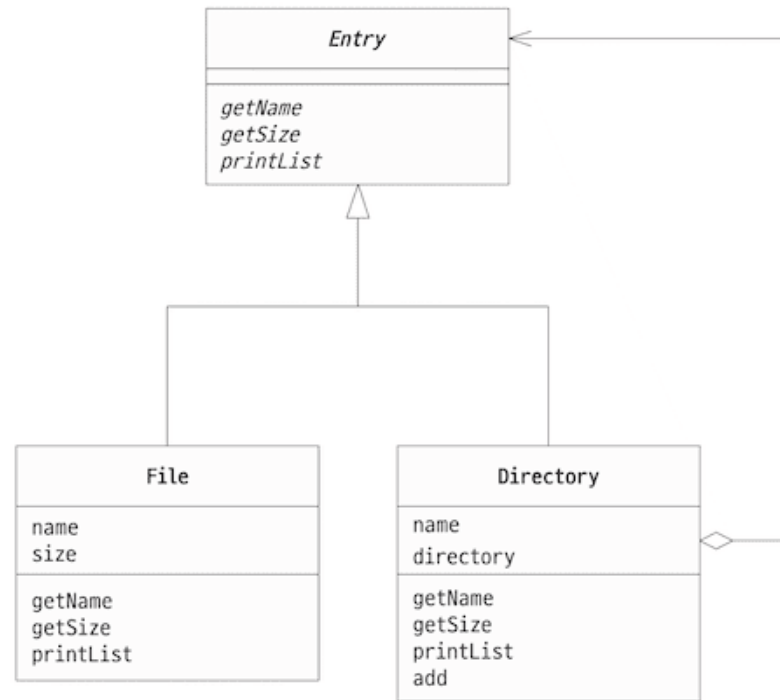 Entry
getName
getSize
printList
File
name
size
getName
getSize
printList
Directory
name
directory
getName
getSize
printList
add